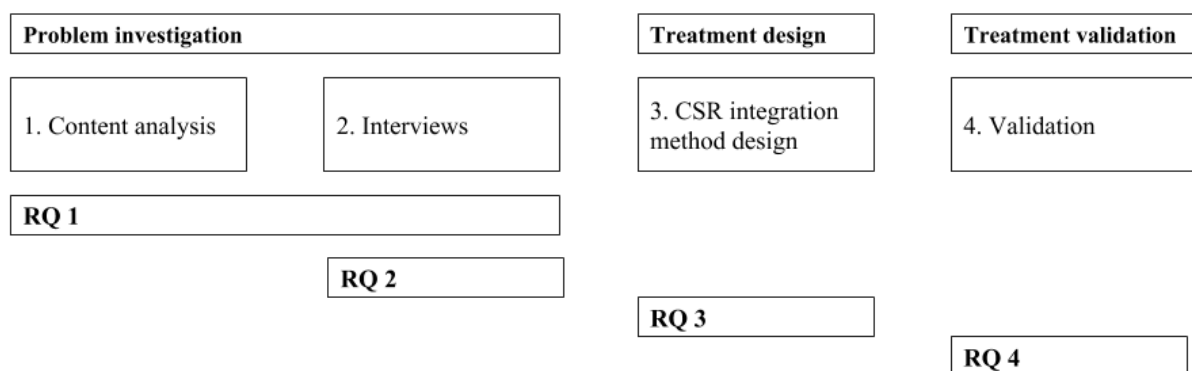 Problem investigation
Treatment design
Treatment validation
1. Content analysis
2. Interviews
3. CSR integration
method design
4. Validation
RQ 1
RQ 2
RQ 3
RQ 4